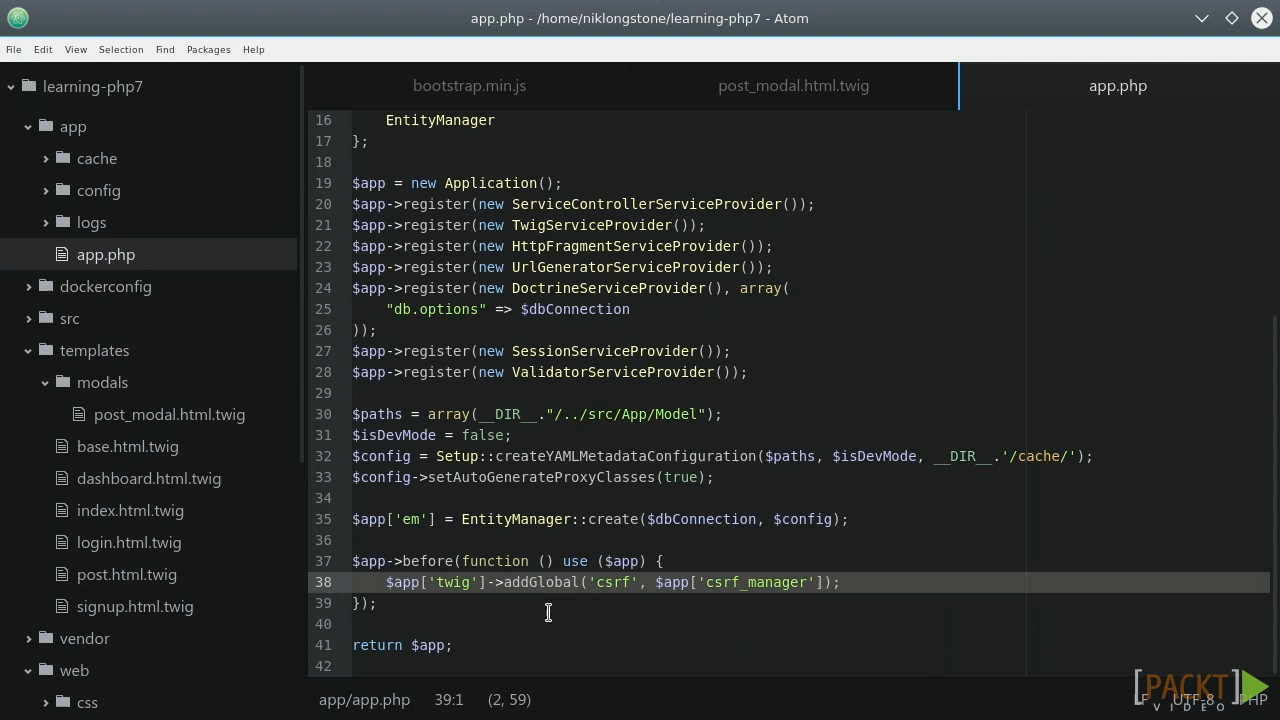 app.php - /home/niklongstone/learning-php7 - Atom
File Edit View Selection Find Packages Help
learning-php7
app
cache
config
logs
app.php
dockerconfig
src
templates
modals
post_modal.html.twig
base.html.twig
dashboard.html.twig
index.html.twig
login.html.twig
post.html.twig
signup.html.twig
vendor
web
css
bootstrap.min.js post_modal.html.twig app.php
16     EntityManager
17 };
18
19 $app = new Application();
20 $app->register(new ServiceControllerServiceProvider());
21 $app->register(new TwigServiceProvider());
22 $app->register(new HttpFragmentServiceProvider());
23 $app->register(new UrlGeneratorServiceProvider());
24 $app->register(new DoctrineServiceProvider(), array(
25     "db.options" => $dbConnection
26 ));
27 $app->register(new SessionServiceProvider());
28 $app->register(new ValidatorServiceProvider());
29
30 $paths = array(__DIR__."/../src/App/Model");
31 $isDevMode = false;
32 $config = Setup::createYAMLMetadataConfiguration($paths, $isDevMode, __DIR__.'/cache/');
33 $config->setAutoGenerateProxyClasses(true);
34
35 $app['em'] = EntityManager::create($dbConnection, $config);
36
37 $app->before(function () use ($app) {
38     $app['twig']->addGlobal('csrf', $app['csrf_manager']);
39 });
40
41 return $app;
42
app/app.php 39:1 (2, 59) LF UTF-8 PHP
[PACKT]
VIDEO